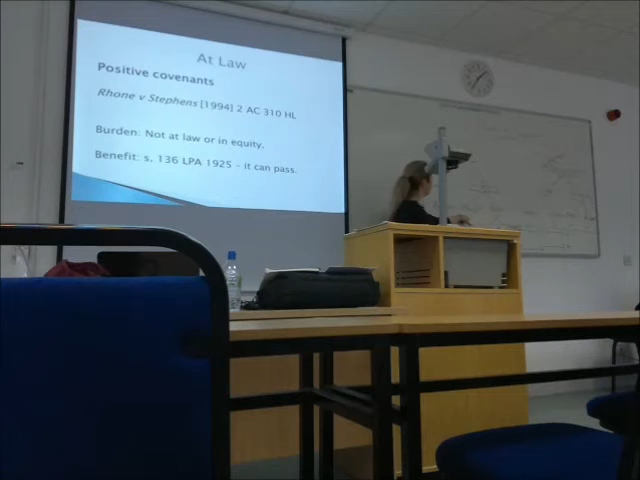 At Law
Positive covenants
Rhone v Stephens [1994] 2 AC 310 HL
Burden: Not at law or in equity.
Benefit: s. 136 LPA 1925 - it can pass.